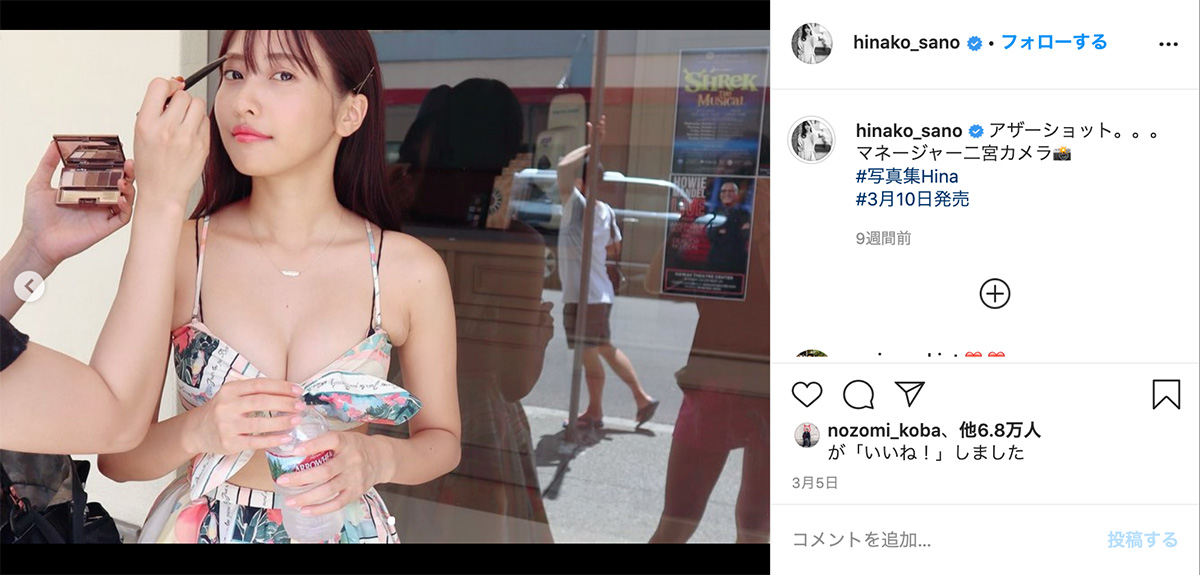 SHREK
THE
MUSICAL
HOWIE
ARROWHE
hinako_sano • フォローする
hinako_sano アザーショット。。。
マネージャー二宮カメラ📸
#写真集Hina
#3月10日発売
9週間前
nozomi_koba、他6.8万人
が「いいね！」しました
3月5日
コメントを追加...
投稿する